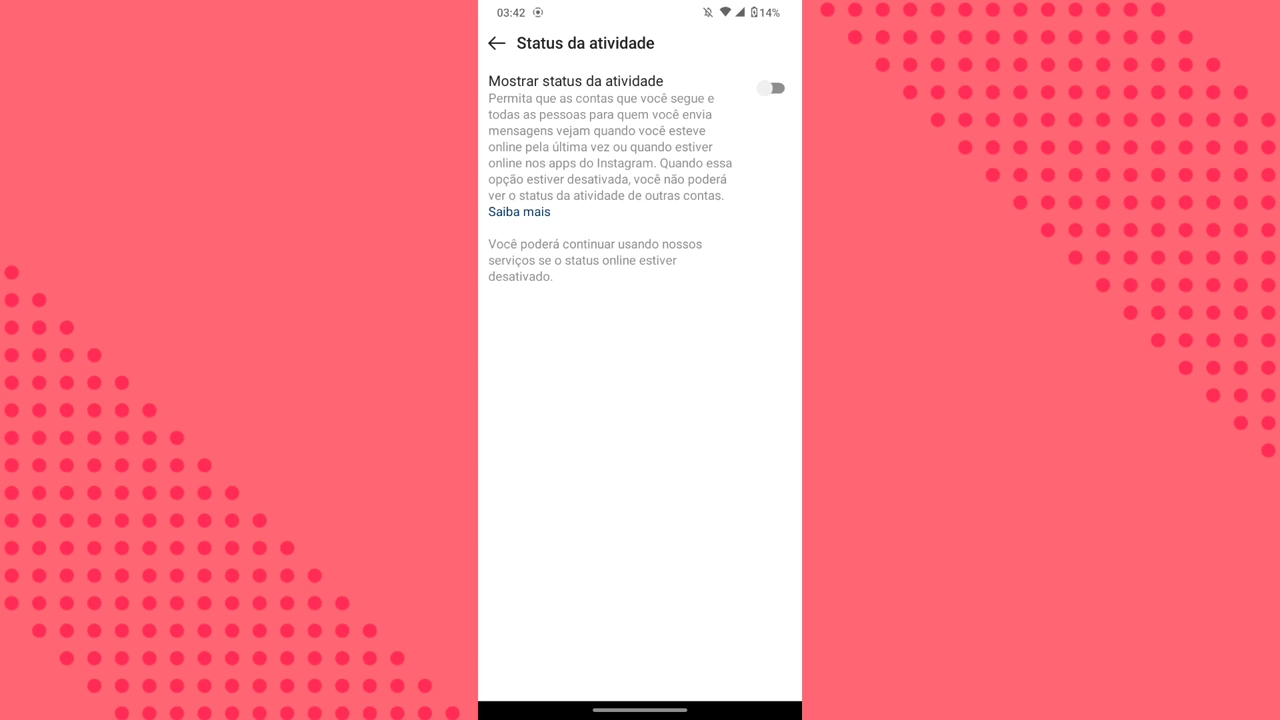 03:42
14%
Status da atividade
Mostrar status da atividade
Permita que as contas que você segue e
todas as pessoas para quem você envia
mensagens vejam quando você esteve
online pela última vez ou quando estiver
online nos apps do Instagram. Quando essa
opção estiver desativada, você não poderá
ver o status da atividade de outras contas.
Saiba mais
Você poderá continuar usando nossos
serviços se o status online estiver
desativado.